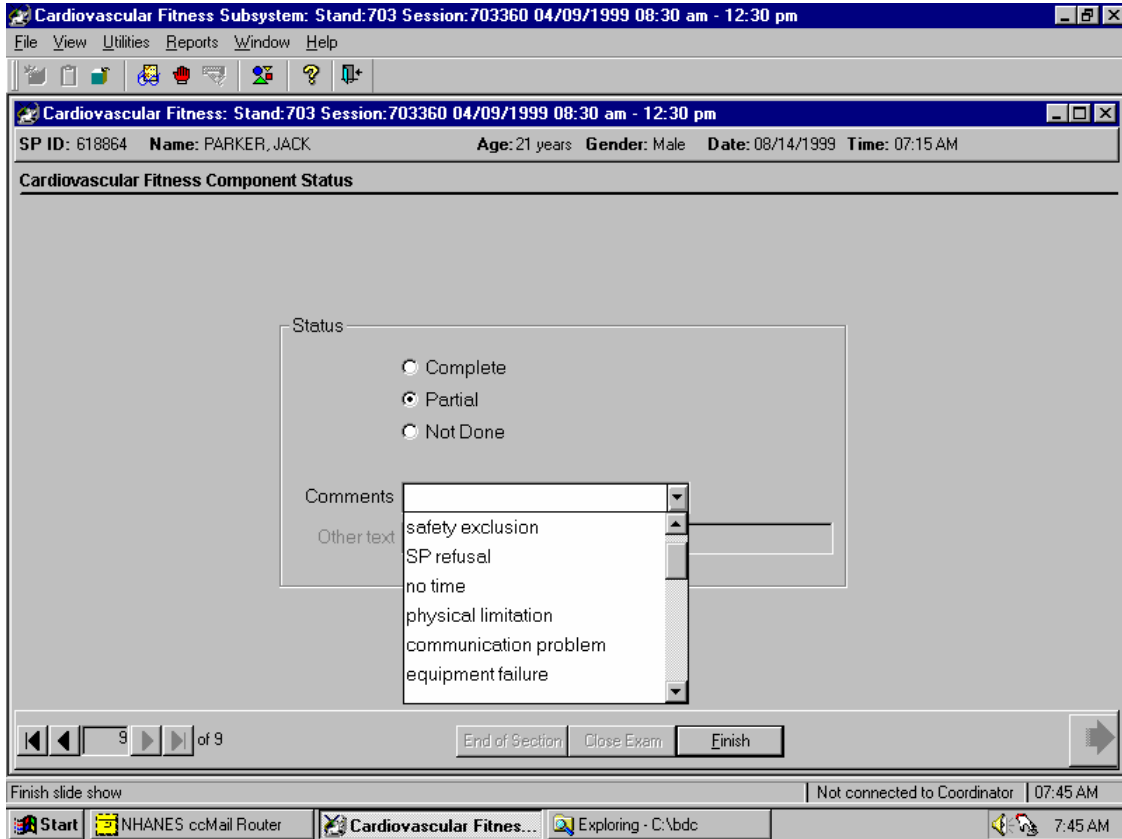 Cardiovascular Fitness Subsystem: Stand:703 Session:703360 04/09/1999 08:30 am - 12:30 pm
File View Utilities Reports Window Help
Cardiovascular Fitness: Stand:703 Session:703360 04/09/1999 08:30 am - 12:30 pm
SP ID: 618864 Name: PARKER, JACK Age: 21 years Gender: Male Date: 08/14/1999 Time: 07:15 AM
Cardiovascular Fitness Component Status
Status
Complete
Partial
Not Done
Comments
Other text
safety exclusion
SP refusal
no time
physical limitation
communication problem
equipment failure
9 of 9 End of Section Close Exam Finish
Finish slide show Not connected to Coordinator 07:45 AM
Start NHANES ccMail Router Cardiovascular Fitnes... Exploring - C:\bdc 7:45 AM